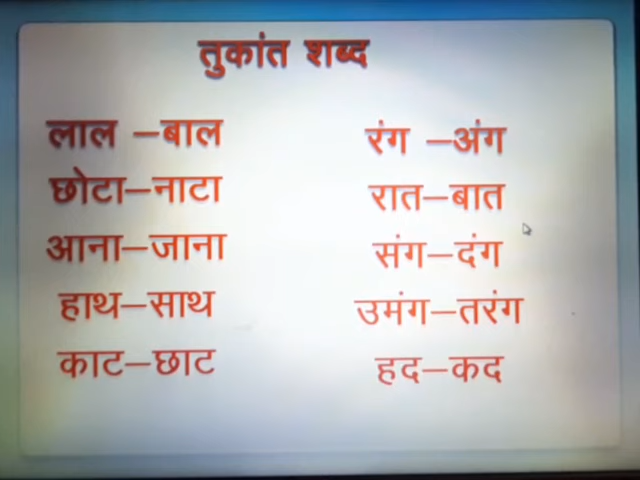 तुकांत शब्द
लाल –बाल
छोटा–नाटा
आना–जाना
हाथ–साथ
काट–छाट
रंग –अंग
रात–बात
संग–दंग
उमंग–तरंग
हद–कद